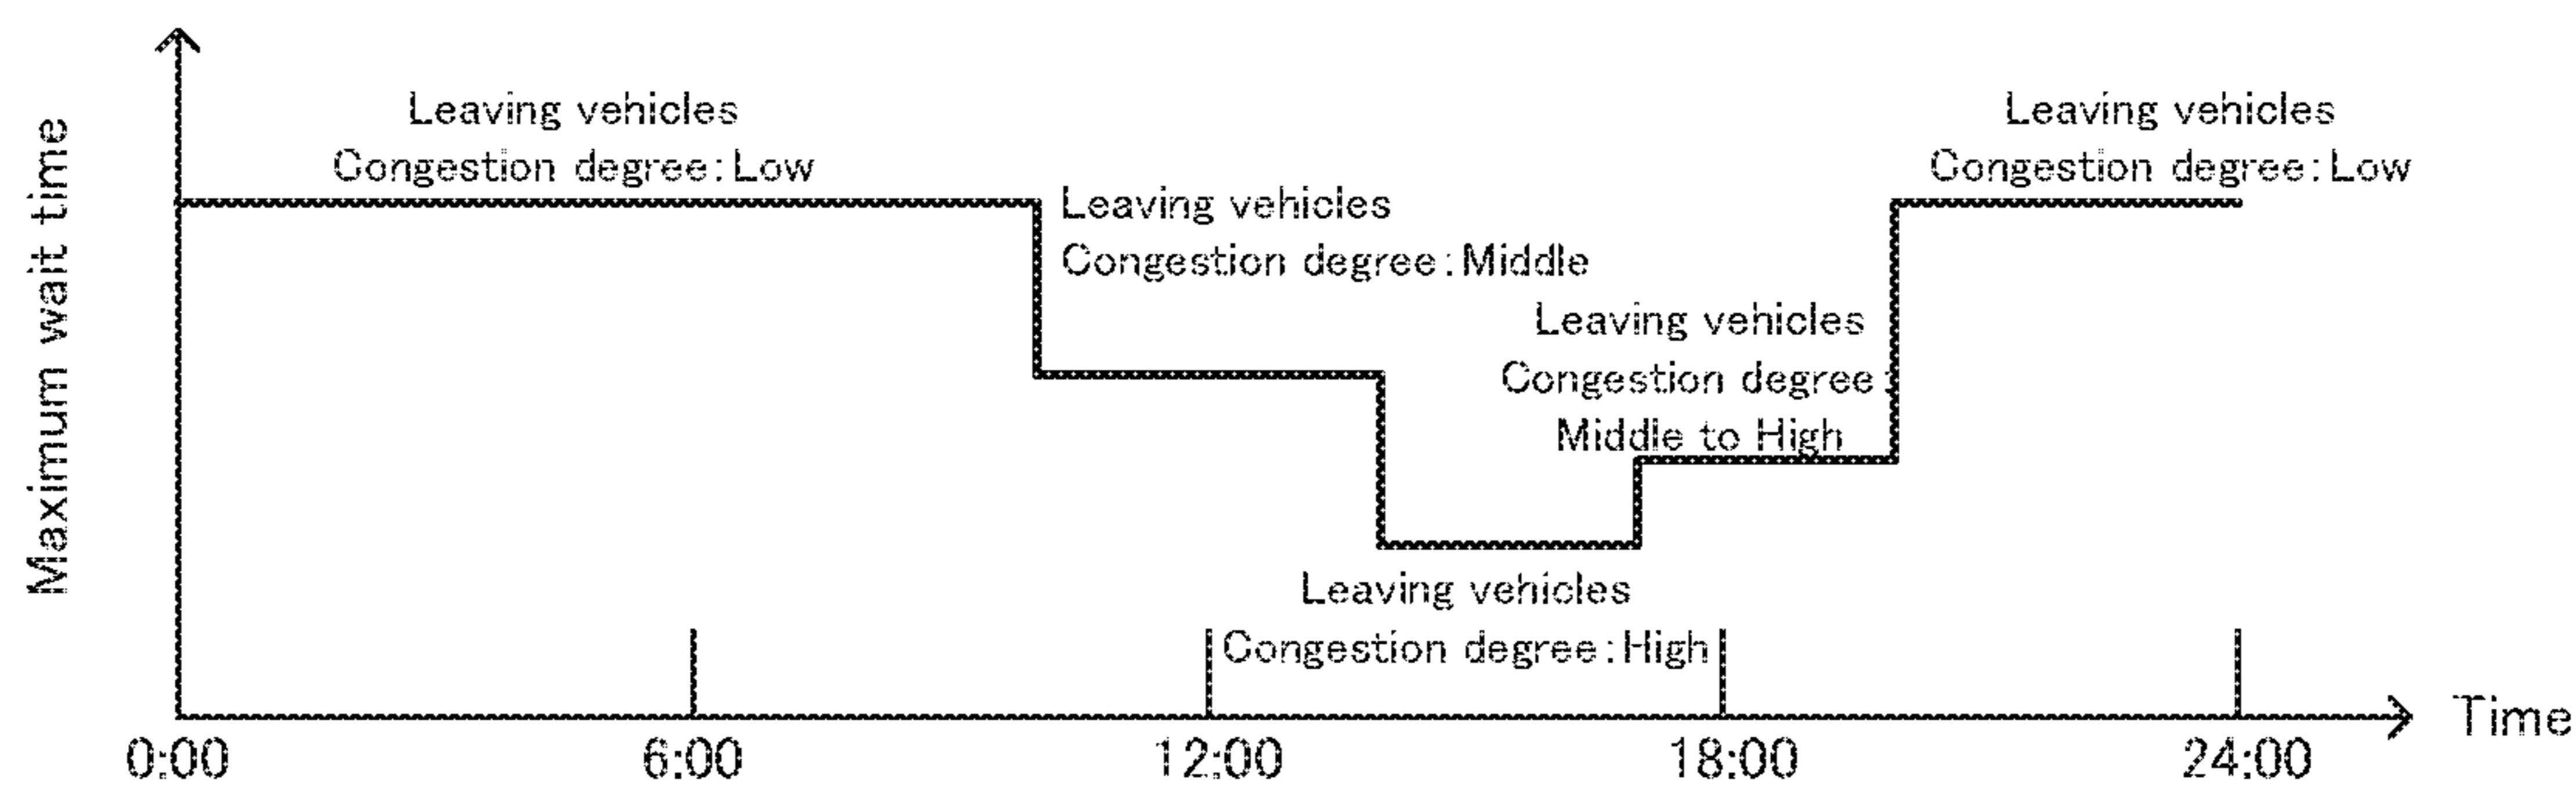 Maximum wait time
Leaving vehicles
Congestion degree:Low
Leaving vehicles
Congestion degree:Middle
Leaving vehicles
Congestion degree:
Middle to High
Leaving vehicles
Congestion degree:Low
Leaving vehicles
Congestion degree:High
0:00 6:00 12:00 18:00 24:00
Time